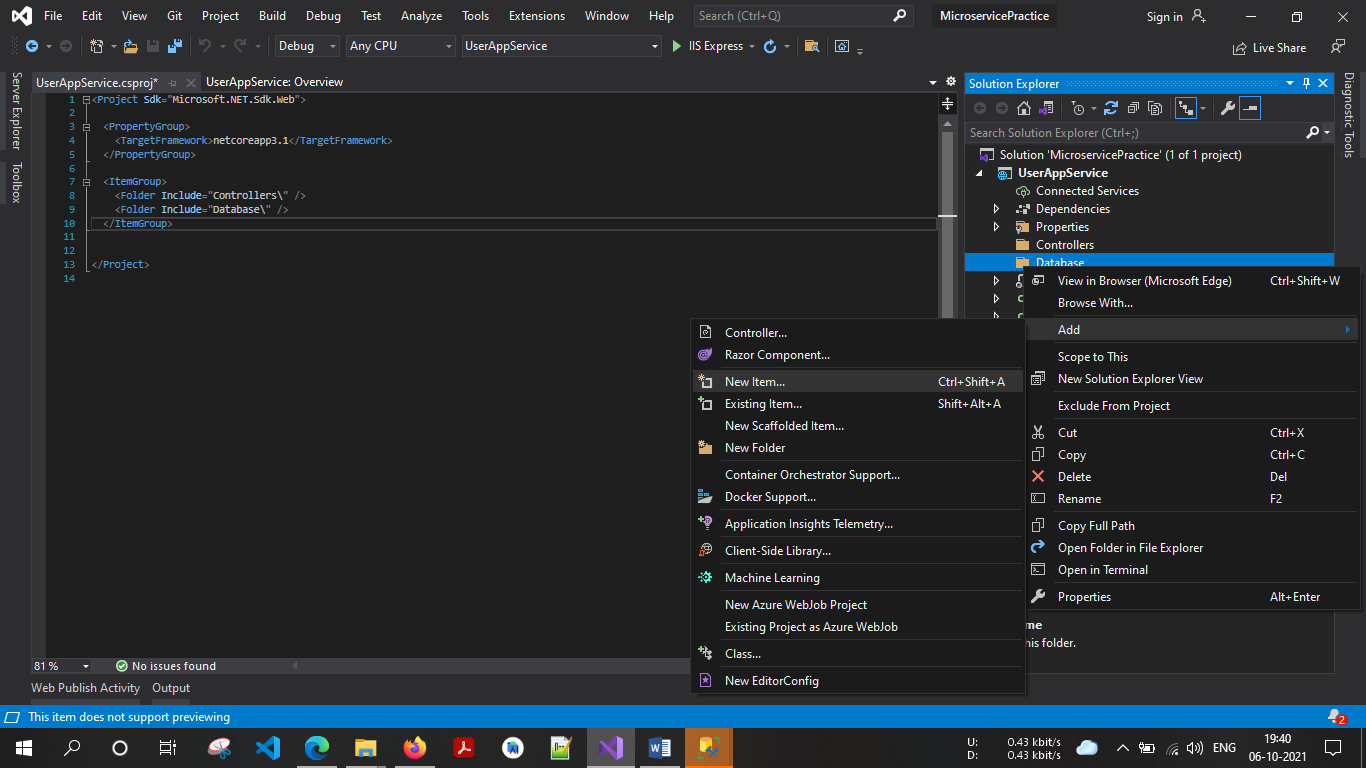 File Edit View Git Project Build Debug Test Analyze Tools Extensions Window Help Search (Ctrl+Q) MicroservicePractice Sign in
Debug Any CPU UserAppService IIS Express Live Share
Server Explorer
Toolbox
UserAppService.csproj* UserAppService: Overview
1 <Project Sdk="Microsoft.NET.Sdk.Web">
2
3 <PropertyGroup>
4 <TargetFramework>netcoreapp3.1</TargetFramework>
5 </PropertyGroup>
6
7 <ItemGroup>
8 <Folder Include="Controllers\" />
9 <Folder Include="Database\" />
10 </ItemGroup>
11
12
13 </Project>
14
81 % No issues found
Solution Explorer
Search Solution Explorer (Ctrl+;)
Solution 'MicroservicePractice' (1 of 1 project)
UserAppService
Connected Services
Dependencies
Properties
Controllers
Database
Diagnostic Tools
View in Browser (Microsoft Edge) Ctrl+Shift+W
Browse With...
Add
Scope to This
New Solution Explorer View
Exclude From Project
Cut Ctrl+X
Copy Ctrl+C
Delete Del
Rename F2
Copy Full Path
Open Folder in File Explorer
Open in Terminal
Properties Alt+Enter
Controller...
Razor Component...
New Item... Ctrl+Shift+A
Existing Item... Shift+Alt+A
New Scaffolded Item...
New Folder
Container Orchestrator Support...
Docker Support...
Application Insights Telemetry...
Client-Side Library...
Machine Learning
New Azure WebJob Project
Existing Project as Azure WebJob
Class...
New EditorConfig
me
his folder.
Web Publish Activity Output
This item does not support previewing 2
U: 0.43 kbit/s
D: 0.43 kbit/s
ENG
19:40
06-10-2021